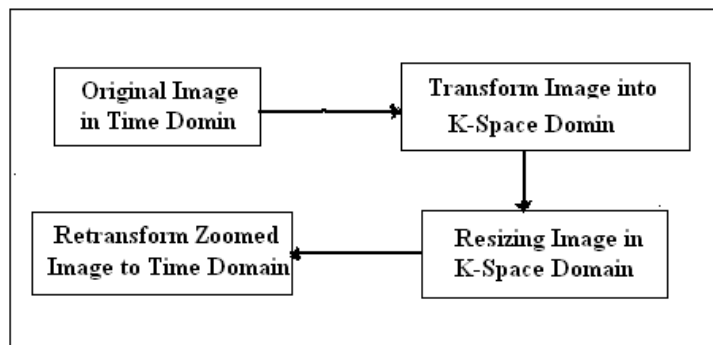 Original Image
in Time Domin
Transform Image into
K-Space Domin
Resizing Image in
K-Space Domain
Retransform Zoomed
Image to Time Domain